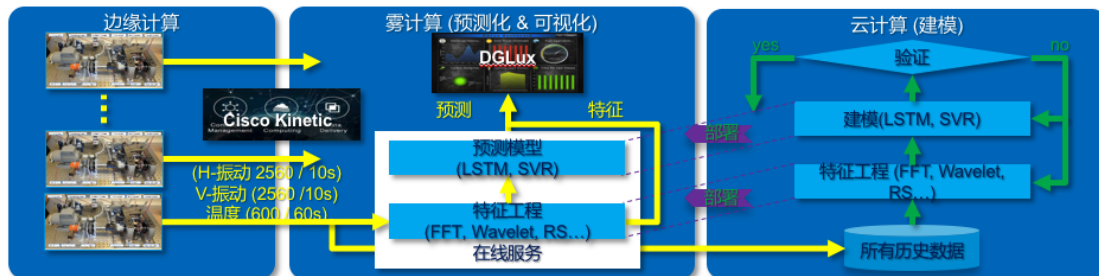 边缘计算
雾计算 (预测化 & 可视化)
云计算 (建模)
DGLux
yes
no
验证
Cisco Kinetic
预测
特征
建模(LSTM, SVR)
部署
(H-振动 2560 / 10s)
V-振动 (2560 /10s)
温度 (600 / 60s)
预测模型
(LSTM, SVR)
特征工程 (FFT, Wavelet,
RS…)
部署
特征工程
(FFT, Wavelet, RS…)
在线服务
所有历史数据